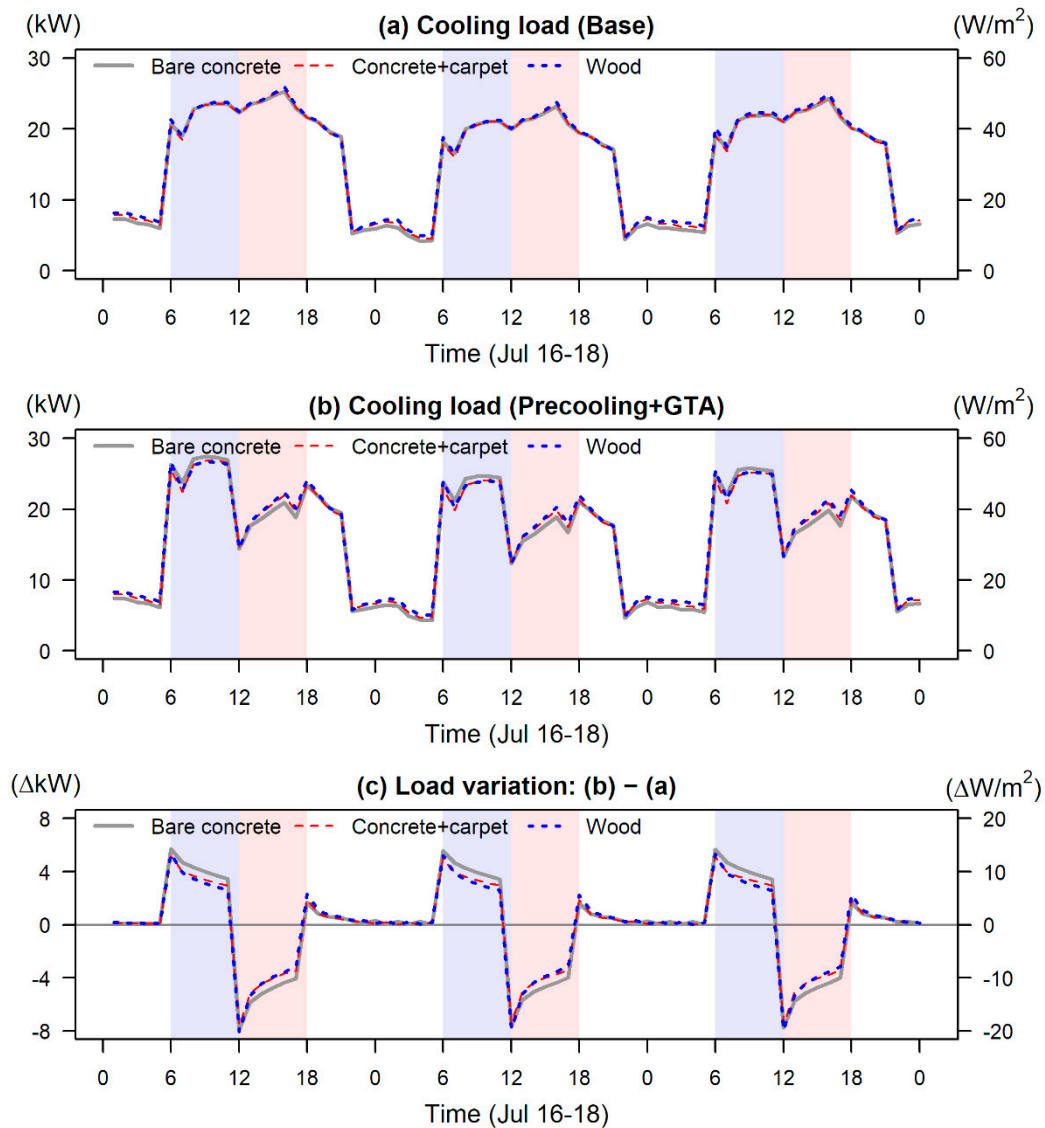 (kW) (a) Cooling load (Base) (W/m²)
Bare concrete Concrete+carpet Wood
30 60
20 40
10 20
0 0
0 6 12 18 0 6 12 18 0 6 12 18 0
Time (Jul 16-18)
(kW) (b) Cooling load (Precooling+GTA) (W/m²)
Bare concrete Concrete+carpet Wood
30 60
20 40
10 20
0 0
0 6 12 18 0 6 12 18 0 6 12 18 0
Time (Jul 16-18)
(ΔkW) (c) Load variation: (b) − (a) (ΔW/m²)
Bare concrete Concrete+carpet Wood
8 20
4 10
0 0
-4 -10
-8 -20
0 6 12 18 0 6 12 18 0 6 12 18 0
Time (Jul 16-18)